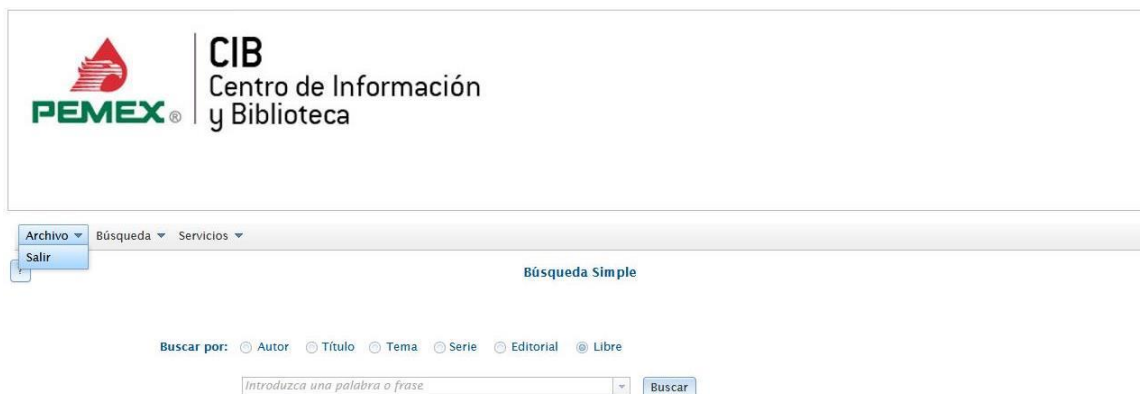 CIB
Centro de Información
y Biblioteca
PEMEX®
Archivo Búsqueda Servicios
Salir
?
Búsqueda Simple
Buscar por: Autor Título Tema Serie Editorial Libre
Introduzca una palabra o frase Buscar